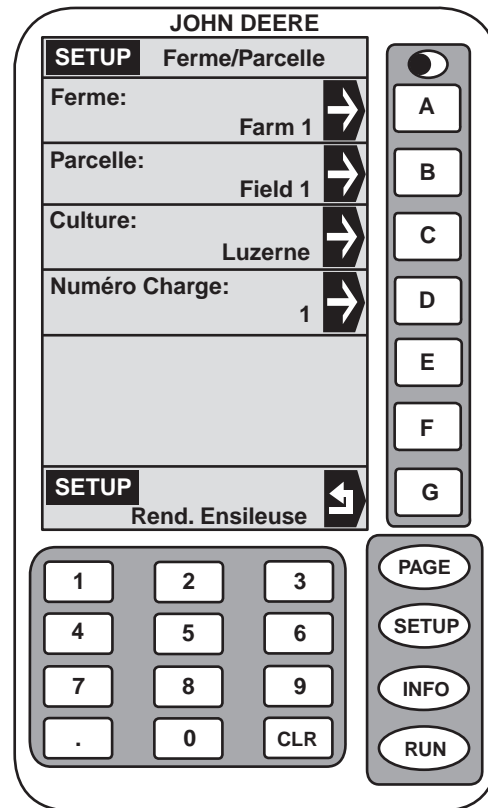 JOHN DEERE
SETUP Ferme/Parcelle
Ferme:
Farm 1
Parcelle:
Field 1
Culture:
Luzerne
Numéro Charge:
1
SETUP
Rend. Ensileuse
A
B
C
D
E
F
G
1 2 3
4 5 6
7 8 9
. 0 CLR
PAGE
SETUP
INFO
RUN